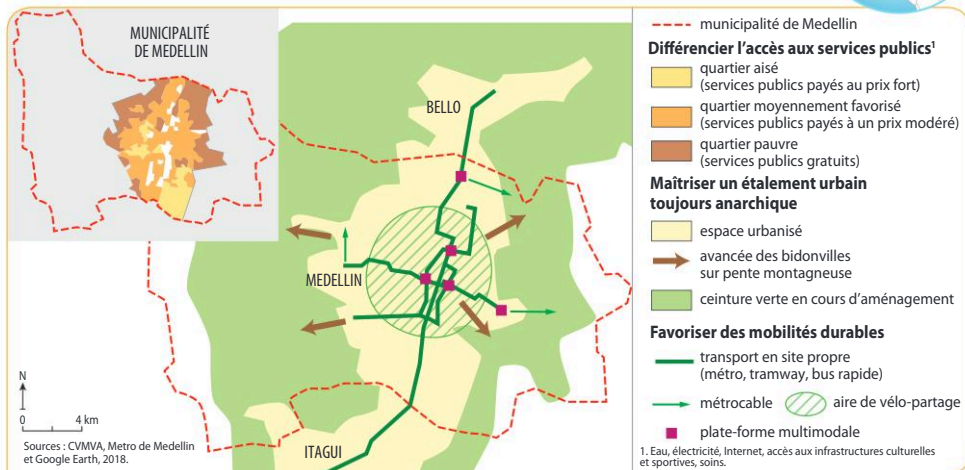 MUNICIPALITÉ
DE MEDELLIN
BELLO
MEDELLIN
ITAGUI
N
0 4 km
Sources : CVMVA, Metro de Medellin
et Google Earth, 2018.
municipalité de Medellin
Différencier l'accès aux services publics¹
quartier aisé
(services publics payés au prix fort)
quartier moyennement favorisé
(services publics payés à un prix modéré)
quartier pauvre
(services publics gratuits)
Maîtriser un étalement urbain
toujours anarchique
espace urbanisé
avancée des bidonvilles
sur pente montagneuse
ceinture verte en cours d'aménagement
Favoriser des mobilités durables
transport en site propre
(métro, tramway, bus rapide)
métrocable aire de vélo-partage
plate-forme multimodale
1. Eau, électricité, Internet, accès aux infrastructures culturelles
et sportives, soins.